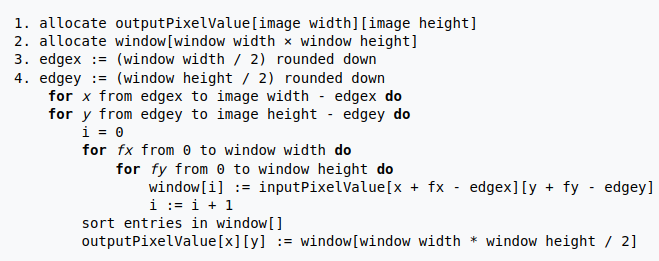 1. allocate outputPixelValue[image width][image height]
2. allocate window[window width × window height]
3. edgex := (window width / 2) rounded down
4. edgey := (window height / 2) rounded down
    for x from edgex to image width - edgex do
    for y from edgey to image height - edgey do
        i = 0
        for fx from 0 to window width do
            for fy from 0 to window height do
                window[i] := inputPixelValue[x + fx - edgex][y + fy - edgey]
                i := i + 1
        sort entries in window[]
        outputPixelValue[x][y] := window[window width * window height / 2]